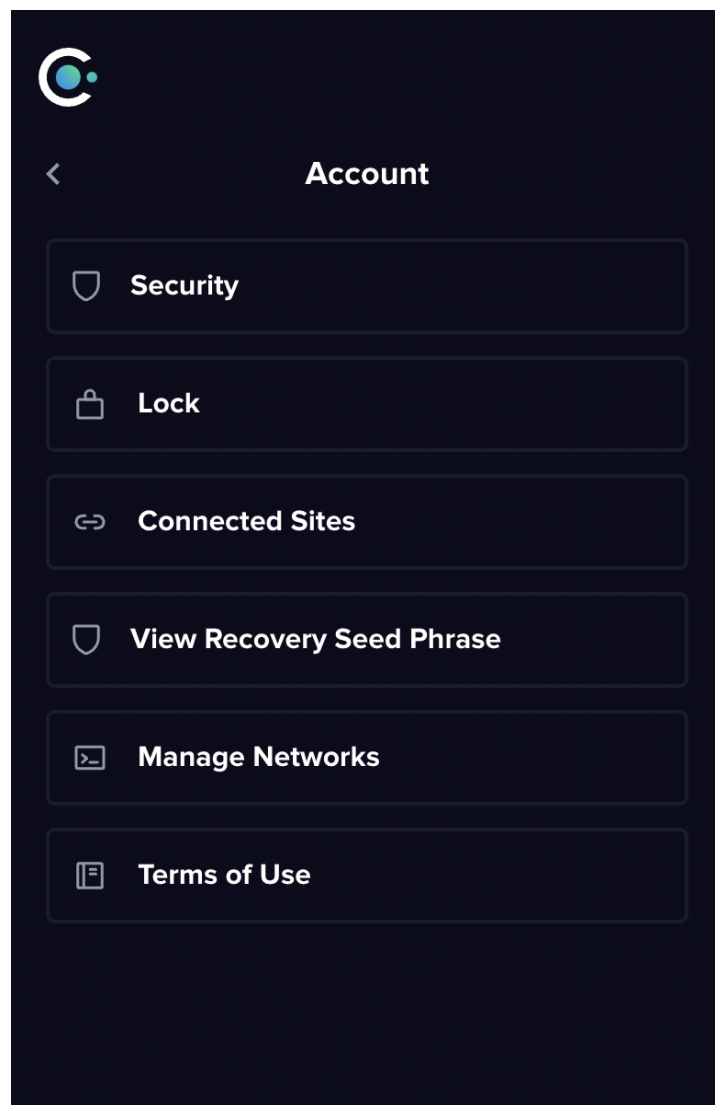 Account
Security
Lock
Connected Sites
View Recovery Seed Phrase
Manage Networks
Terms of Use